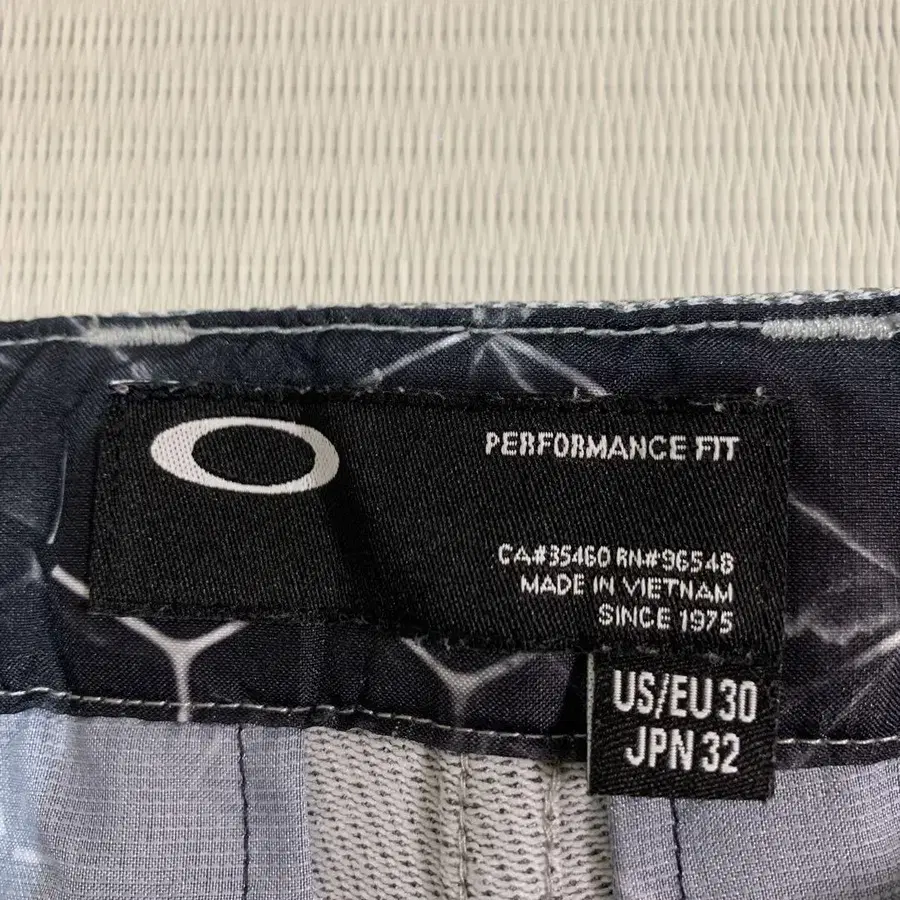 PERFORMANCE FIT
CA#35460 RN#96548
MADE IN VIETNAM
SINCE 1975
US/EU 30
JPN 32